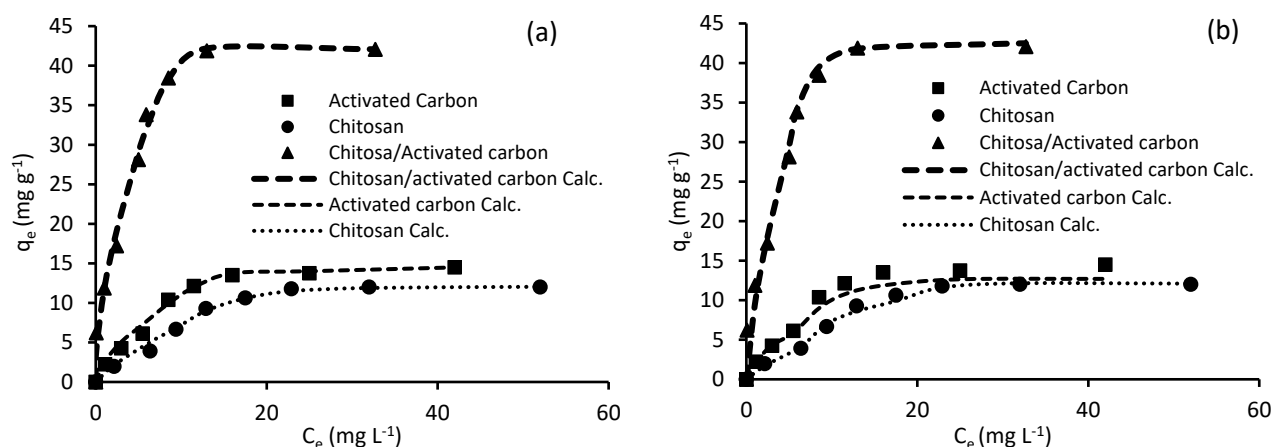 (a)
45
40
35
30
25
20
15
10
5
0
qe (mg g-1)
Activated Carbon
Chitosan
Chitosa/Activated carbon
Chitosan/activated carbon Calc.
Activated carbon Calc.
Chitosan Calc.
0 20 40 60
Ce (mg L-1)
(b)
45
40
35
30
25
20
15
10
5
0
qe (mg g-1)
Activated Carbon
Chitosan
Chitosa/Activated carbon
Chitosan/activated carbon Calc.
Activated carbon Calc.
Chitosan Calc.
0 20 40 60
Ce (mg L-1)